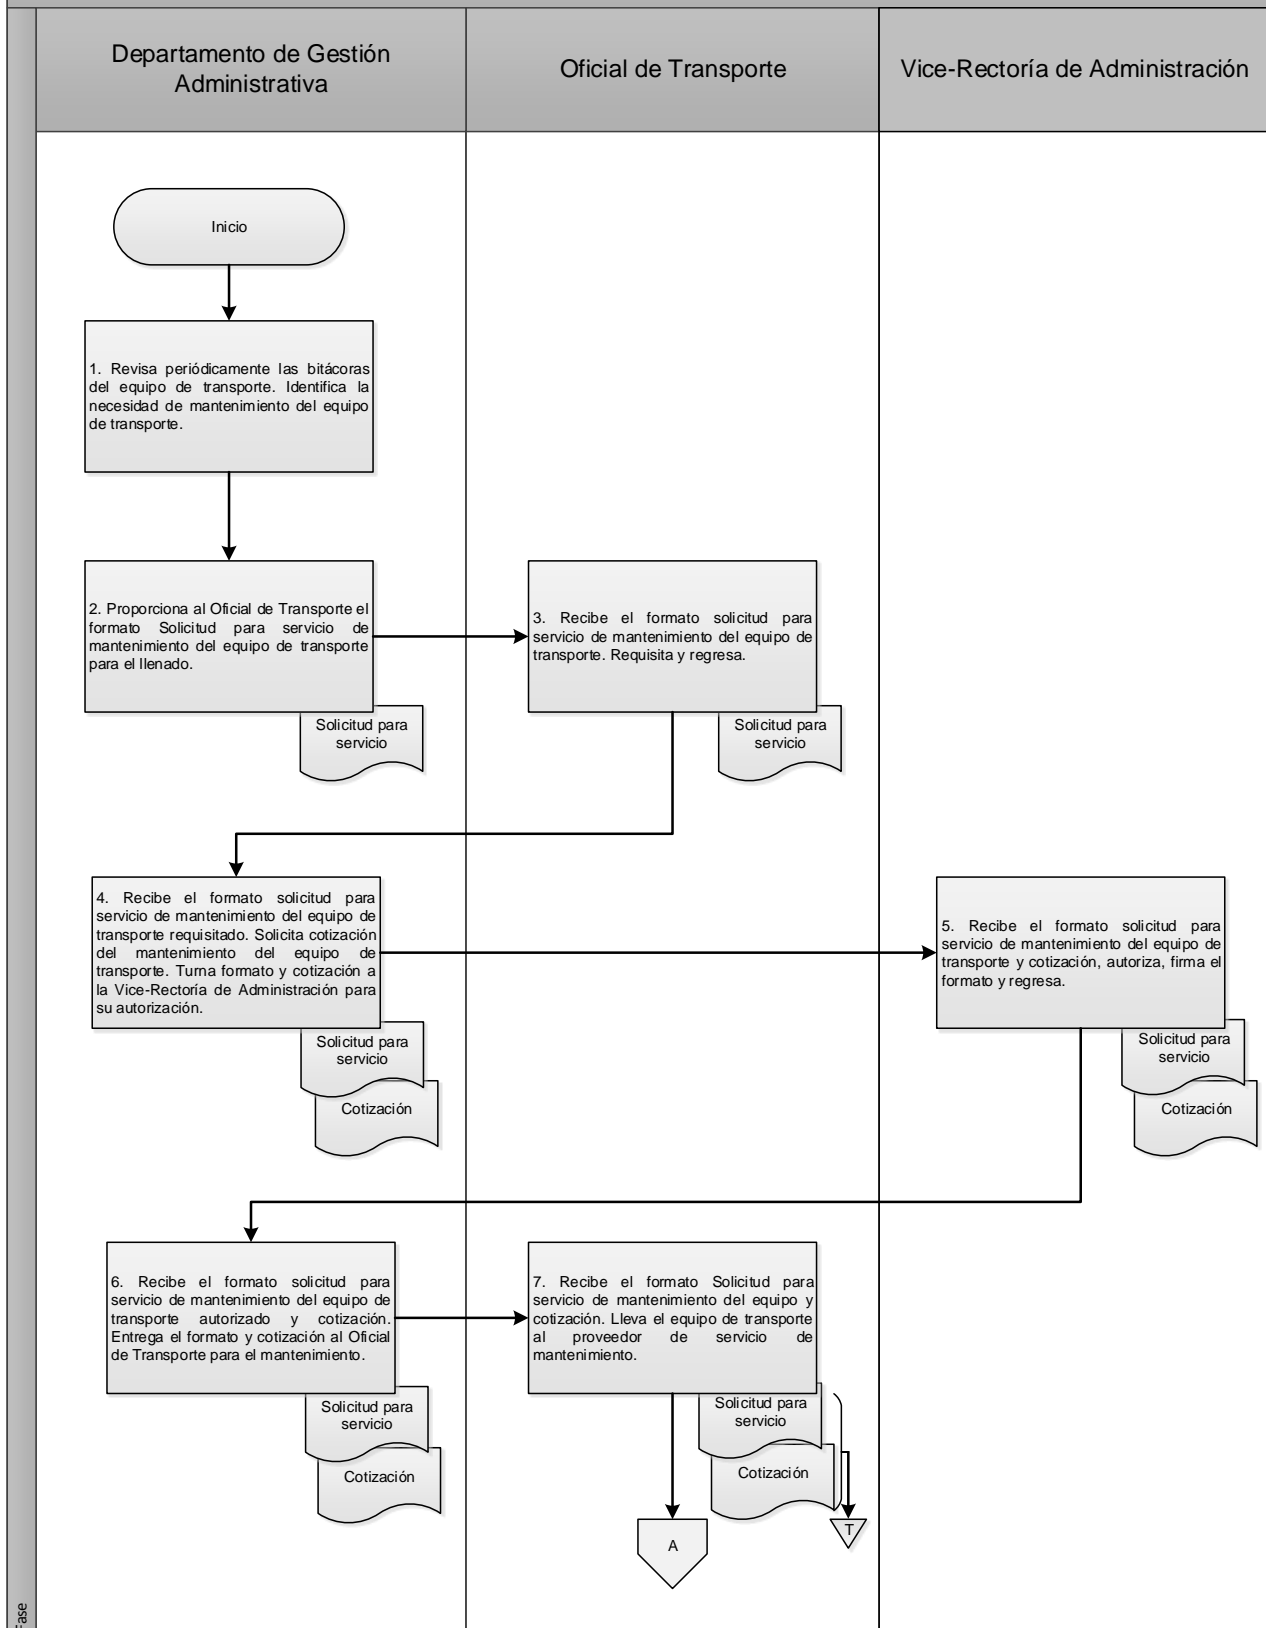 Departamento de Gestión
Administrativa
Oficial de Transporte
Vice-Rectoría de Administración
Inicio
1. Revisa periódicamente las bitácoras
del equipo de transporte. Identifica la
necesidad de mantenimiento del equipo
de transporte.
2. Proporciona al Oficial de Transporte el
formato Solicitud para servicio de
mantenimiento del equipo de transporte
para el llenado.
Solicitud para
servicio
3. Recibe el formato solicitud para
servicio de mantenimiento del equipo de
transporte. Requisita y regresa.
Solicitud para
servicio
4. Recibe el formato solicitud para
servicio de mantenimiento del equipo de
transporte requisitado. Solicita cotización
del mantenimiento del equipo de
transporte. Turna formato y cotización a
la Vice-Rectoría de Administración para
su autorización.
Solicitud para
servicio
Cotización
5. Recibe el formato solicitud para
servicio de mantenimiento del equipo de
transporte y cotización, autoriza, firma el
formato y regresa.
Solicitud para
servicio
Cotización
6. Recibe el formato solicitud para
servicio de mantenimiento del equipo de
transporte autorizado y cotización.
Entrega el formato y cotización al Oficial
de Transporte para el mantenimiento.
Solicitud para
servicio
Cotización
7. Recibe el formato Solicitud para
servicio de mantenimiento del equipo y
cotización. Lleva el equipo de transporte
al proveedor de servicio de
mantenimiento.
Solicitud para
servicio
Cotización
A
T
Fase